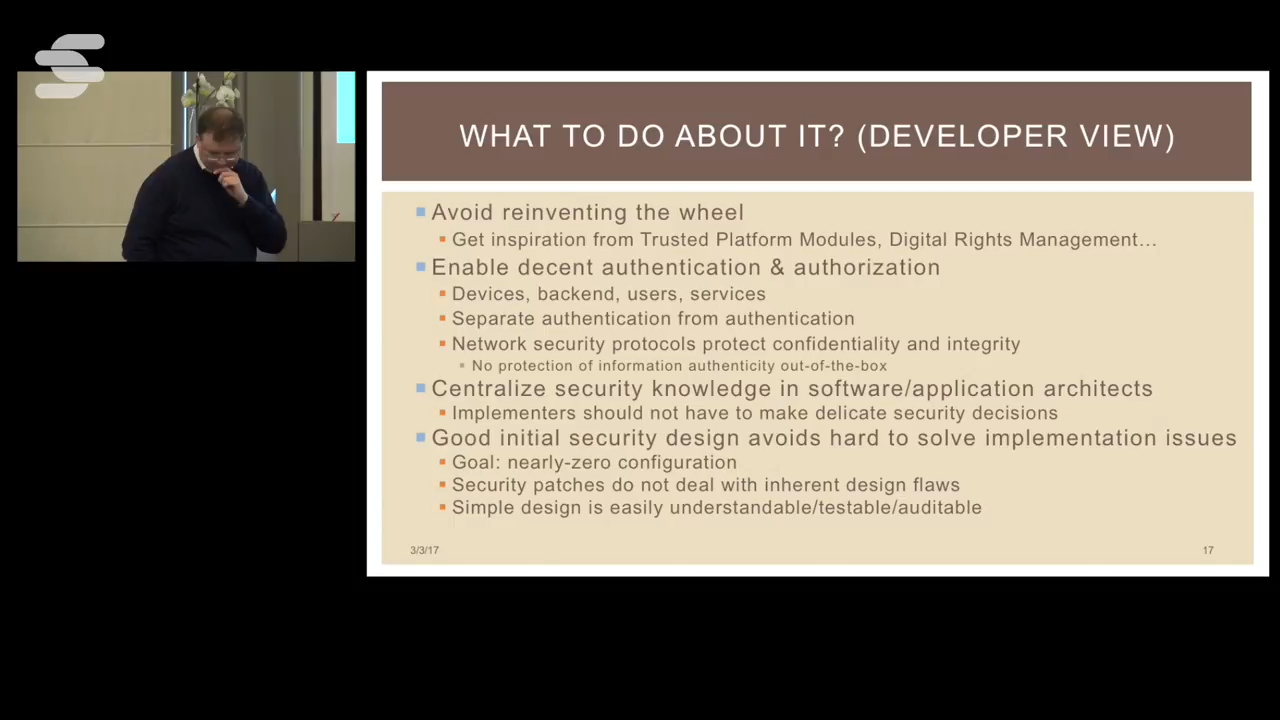 WHAT TO DO ABOUT IT? (DEVELOPER VIEW)
Avoid reinventing the wheel
Get inspiration from Trusted Platform Modules, Digital Rights Management...
Enable decent authentication & authorization
Devices, backend, users, services
Separate authentication from authentication
Network security protocols protect confidentiality and integrity
No protection of information authenticity out-of-the-box
Centralize security knowledge in software/application architects
Implementers should not have to make delicate security decisions
Good initial security design avoids hard to solve implementation issues
Goal: nearly-zero configuration
Security patches do not deal with inherent design flaws
Simple design is easily understandable/testable/auditable
3/3/17
17